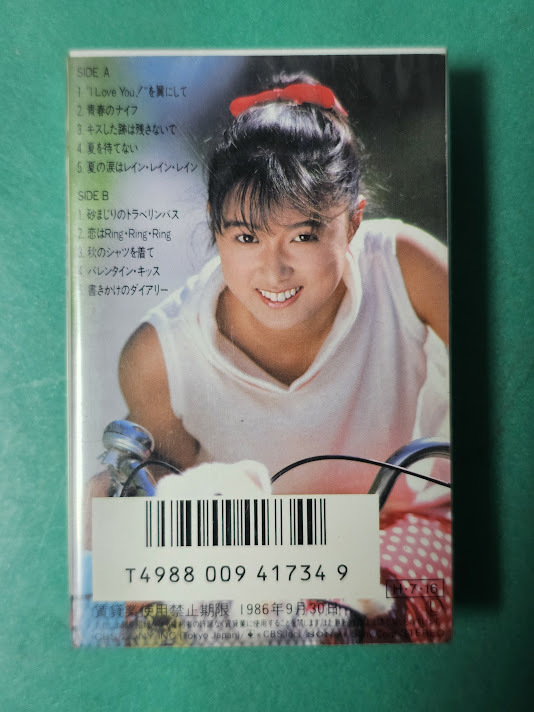 SIDE A
1. "I Love You!"を翼にして
2. 青春のナイフ
3. キスした跡は残さないで
4. 夏を待てない
5. 夏の涙はレイン・レイン・レイン
SIDE B
1. 砂まじりのトラベリンバス
2. 恋はRing・Ring・Ring
3. 秋のシャツを着て
4. バレンタイン・キッス
5. 書きかけのダイアリー
T4988 009 41734 9
H・7・16
賃貸業使用禁止期限 1986年9月30日
(Tokyo Japan)